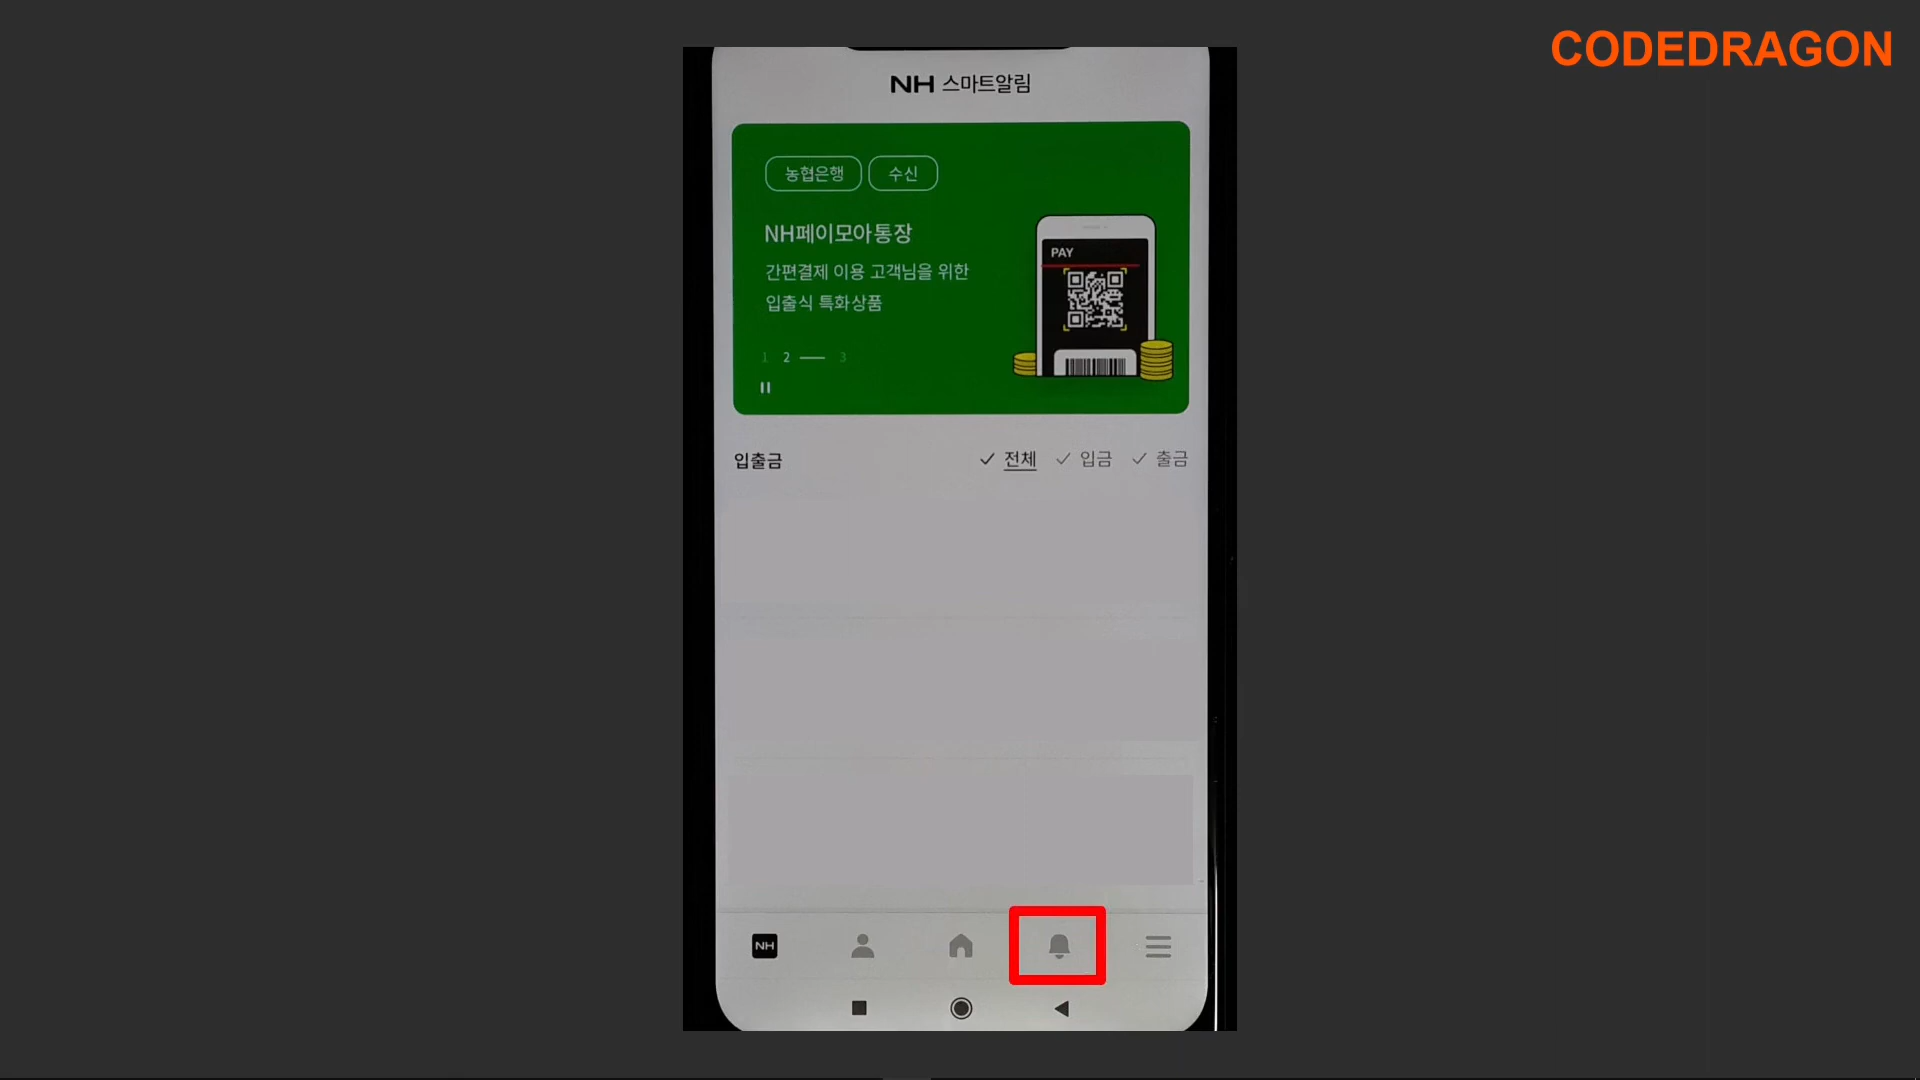 CODEDRAGON
NH 스마트알림
농협은행 수신
NH페이모아통장
간편결제 이용 고객님을 위한
입출식 특화상품
PAY
1 2 3
입출금 전체 입금 출금
NH